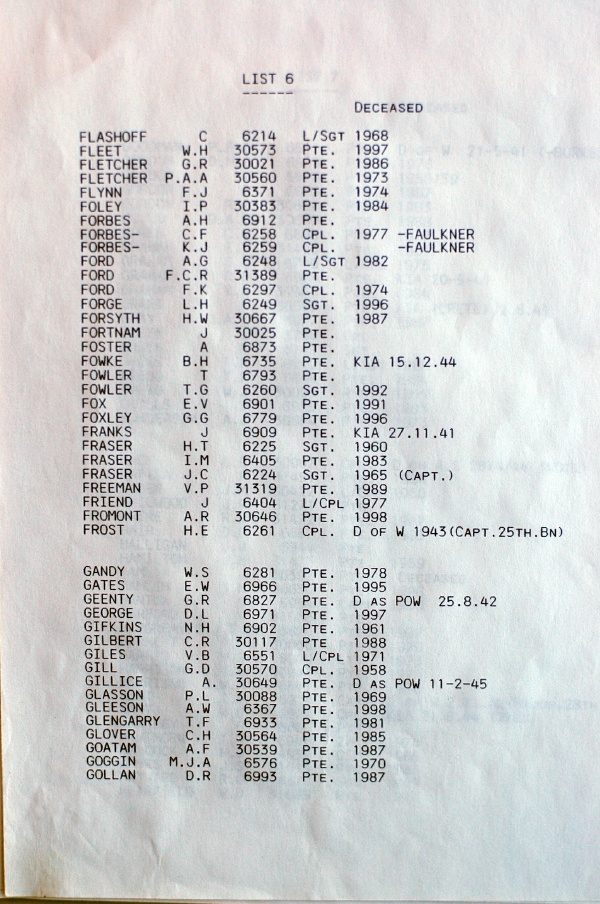 LIST 6
------
DECEASED
FLASHOFF C 6214 L/SGT 1968
FLEET W.H 30573 PTE. 1997
FLETCHER G.R 30021 PTE. 1986
FLETCHER P.A.A 30560 PTE. 1973
FLYNN F.J 6371 PTE. 1974
FOLEY I.P 30383 PTE. 1984
FORBES A.H 6912 PTE.
FORBES- C.F 6258 CPL. 1977 -FAULKNER
FORBES- K.J 6259 CPL. -FAULKNER
FORD A.G 6248 L/SGT 1982
FORD F.C.R 31389 PTE.
FORD F.K 6297 CPL. 1974
FORGE L.H 6249 SGT. 1996
FORSYTH H.W 30667 PTE. 1987
FORTNAM J 30025 PTE.
FOSTER A 6873 PTE.
FOWKE B.H 6735 PTE. KIA 15.12.44
FOWLER T 6793 PTE.
FOWLER T.G 6260 SGT. 1992
FOX E.V 6901 PTE. 1991
FOXLEY G.G 6779 PTE. 1996
FRANKS J 6909 PTE. KIA 27.11.41
FRASER H.T 6225 SGT. 1960
FRASER I.M 6405 PTE. 1983
FRASER J.C 6224 SGT. 1965 (CAPT.)
FREEMAN V.P 31319 PTE. 1989
FRIEND J 6404 L/CPL 1977
FROMONT A.R 30646 PTE. 1998
FROST H.E 6261 CPL. D OF W 1943(CAPT.25TH.BN)
GANDY W.S 6281 PTE. 1978
GATES E.W 6966 PTE. 1995
GEENTY G.R 6827 PTE. D AS POW 25.8.42
GEORGE D.L 6971 PTE. 1997
GIFKINS N.H 6902 PTE. 1961
GILBERT C.R 30117 PTE 1988
GILES V.B 6551 L/CPL 1971
GILL G.D 30570 CPL. 1958
GILLICE A. 30649 PTE. D AS POW 11-2-45
GLASSON P.L 30088 PTE. 1969
GLEESON A.W 6367 PTE. 1998
GLENGARRY T.F 6933 PTE. 1981
GLOVER C.H 30564 PTE. 1985
GOATAM A.F 30539 PTE. 1987
GOGGIN M.J.A 6576 PTE. 1970
GOLLAN D.R 6993 PTE. 1987